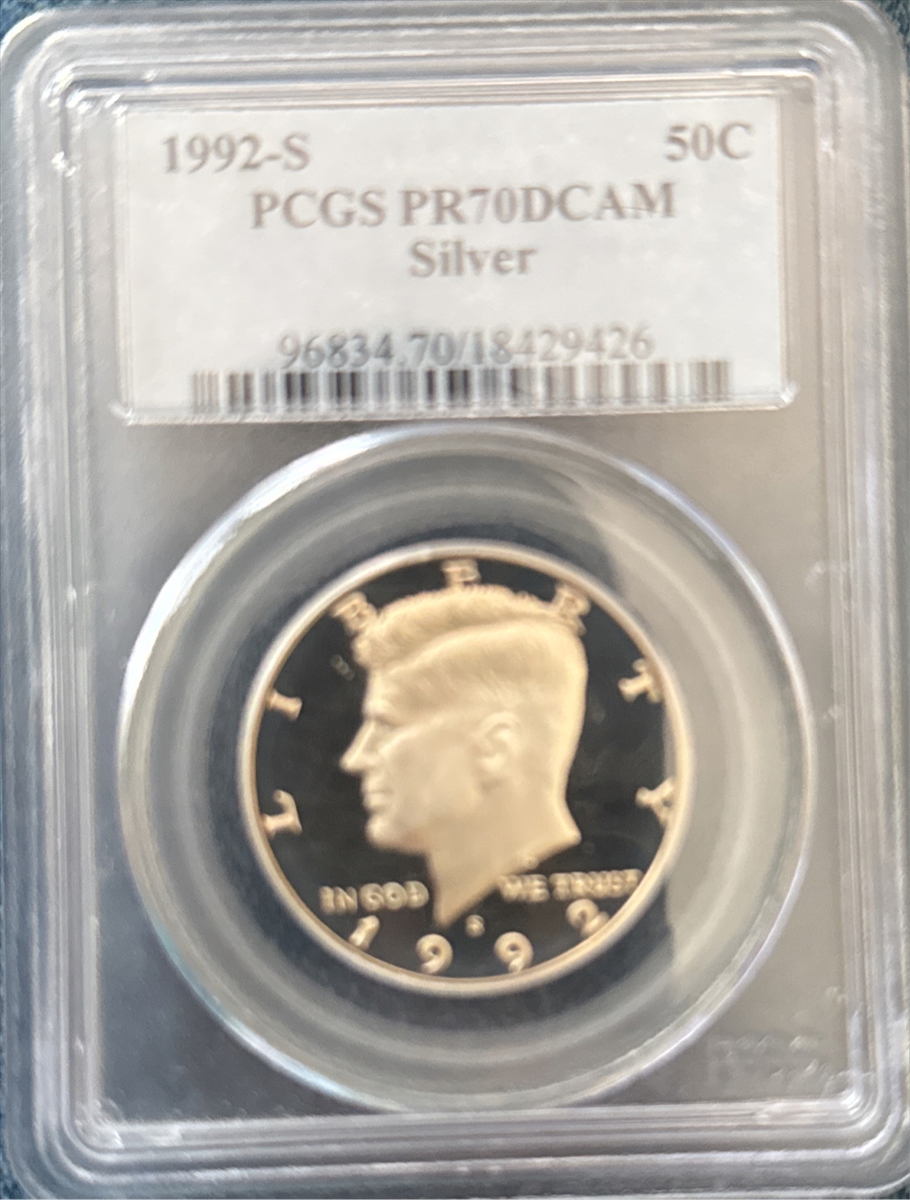 1992-S 50C
PCGS PR70DCAM
Silver
96834.70/18429426
LIBERTY
IN GOD WE TRUST
S
1992